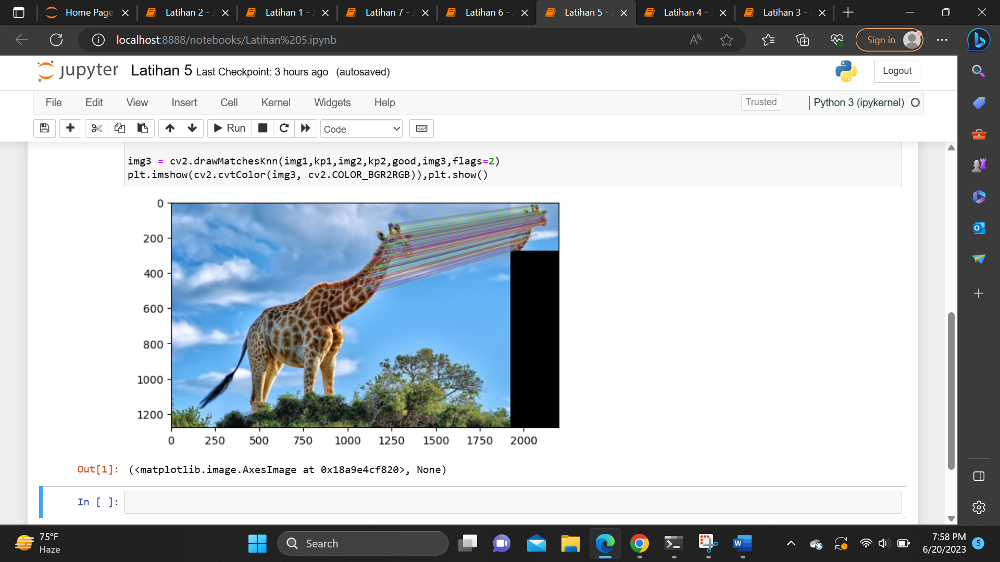 Home Page
Latihan 2 - J
Latihan 1 - J
Latihan 7 - J
Latihan 6 - J
Latihan 5 - J
Latihan 4 - J
Latihan 3 - J
localhost:8888/notebooks/Latihan%205.ipynb
Sign in
jupyter Latihan 5 Last Checkpoint: 3 hours ago (autosaved)
Logout
File Edit View Insert Cell Kernel Widgets Help
Trusted
Python 3 (ipykernel)
Run
Code
img3 = cv2.drawMatchesKnn(img1,kp1,img2,kp2,good,img3,flags=2)
plt.imshow(cv2.cvtColor(img3, cv2.COLOR_BGR2RGB)),plt.show()
0
200
400
600
800
1000
1200
0 250 500 750 1000 1250 1500 1750 2000
Out[1]: (<matplotlib.image.AxesImage at 0x18a9e4cf820>, None)
In [ ]:
75°F
Haze
Search
7:58 PM
6/20/2023
5